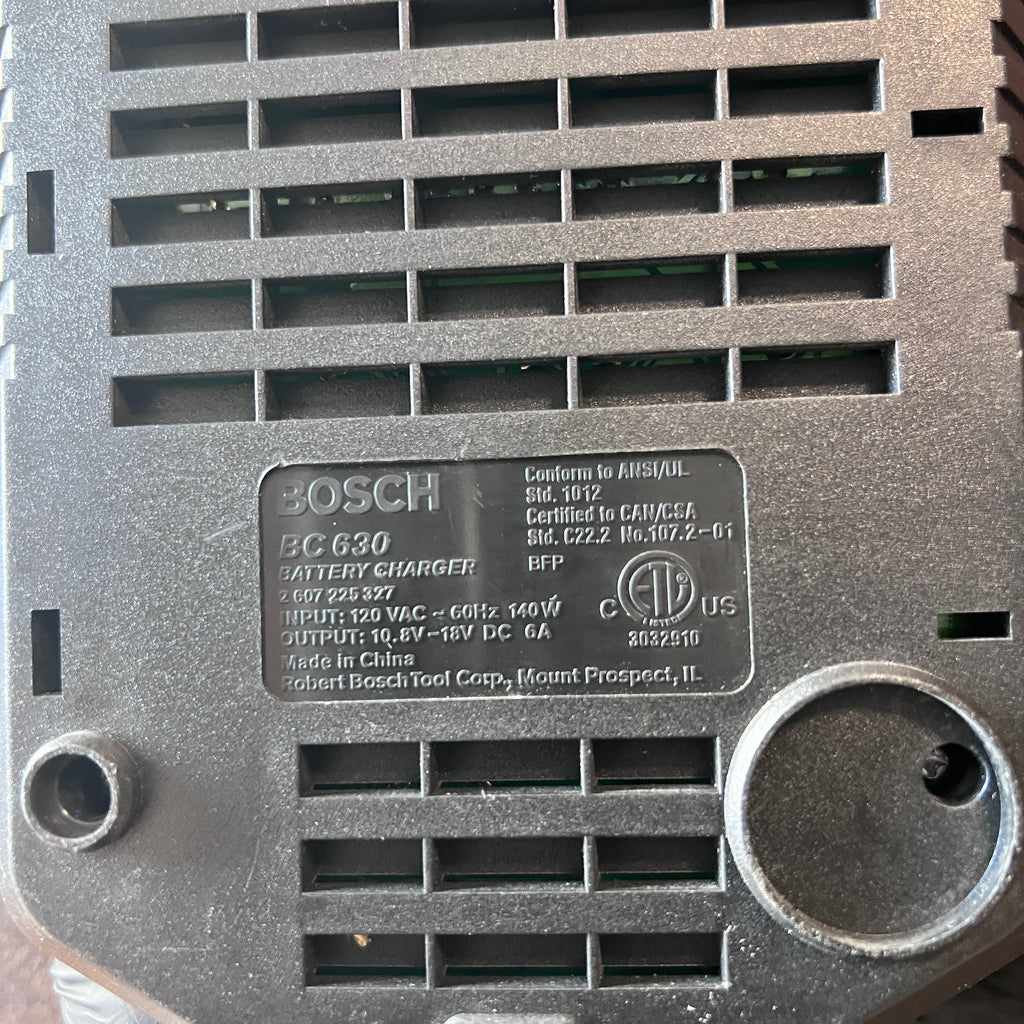 BOSCH
BC 630
BATTERY CHARGER
2 607 225 327
INPUT: 120 VAC ~ 60Hz 140W
OUTPUT: 10.8V–18V DC 6A
Made in China
Robert Bosch Tool Corp., Mount Prospect, IL
Conform to ANSI/UL
Std. 1012
Certified to CAN/CSA
Std. C22.2 No.107.2-01
BFP
C ETL ® US
LISTED
3032910